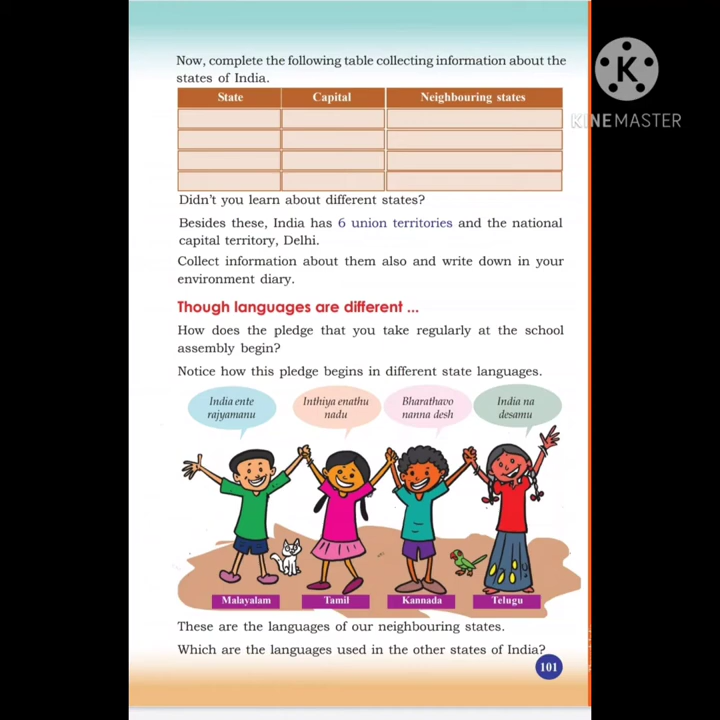 Now, complete the following table collecting information about the
states of India.
State Capital Neighbouring states
Didn't you learn about different states?
Besides these, India has 6 union territories and the national
capital territory, Delhi.
Collect information about them also and write down in your
environment diary.
Though languages are different ...
How does the pledge that you take regularly at the school
assembly begin?
Notice how this pledge begins in different state languages.
India ente
rajyamanu
Inthiya enathu
nadu
Bharathavo
nanna desh
India na
desamu
Malayalam
Tamil
Kannada
Telugu
These are the languages of our neighbouring states.
Which are the languages used in the other states of India?
101
K
KINEMASTER